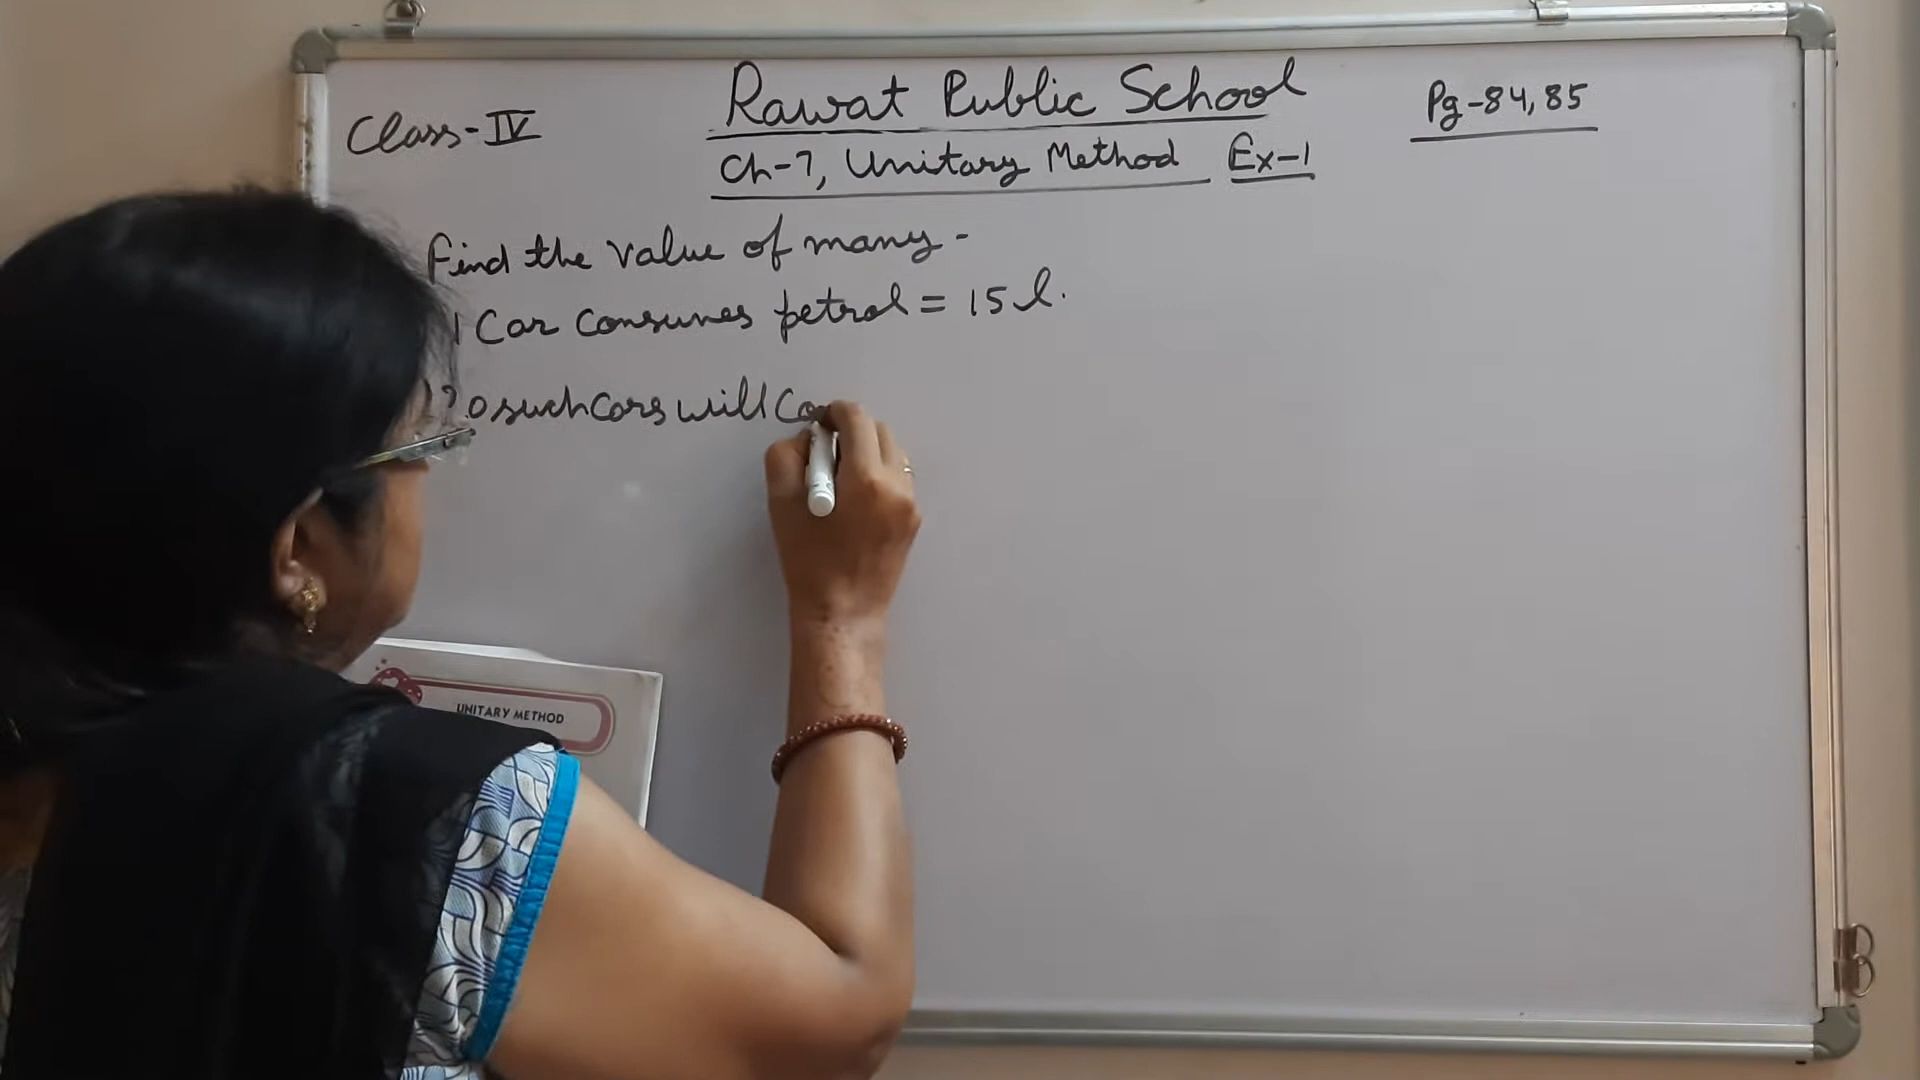 Class-IV
Rawat Public School
Pg-84,85
Ch-7, Unitary Method Ex-1
Find the value of many -
1 Car Consumes petrol = 15 l.
such Cars will
UNITARY METHOD